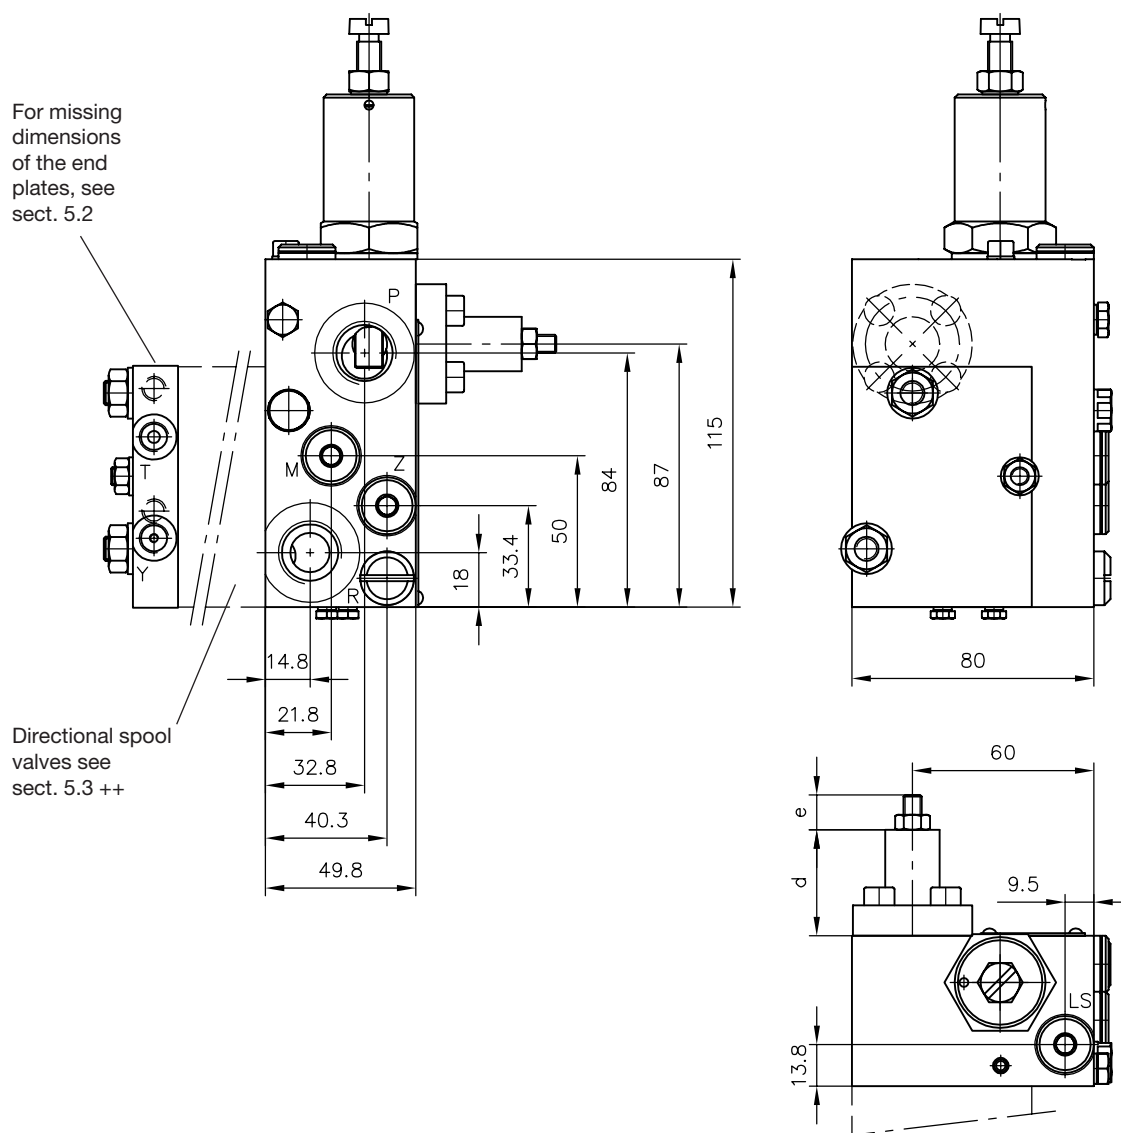 For missing
dimensions
of the end
plates, see
sect. 5.2
P
M
Z
T
Y
R
115
87
84
50
33.4
18
14.8
21.8
32.8
40.3
49.8
80
Directional spool
valves see
sect. 5.3 ++
60
e
d
9.5
LS
13.8